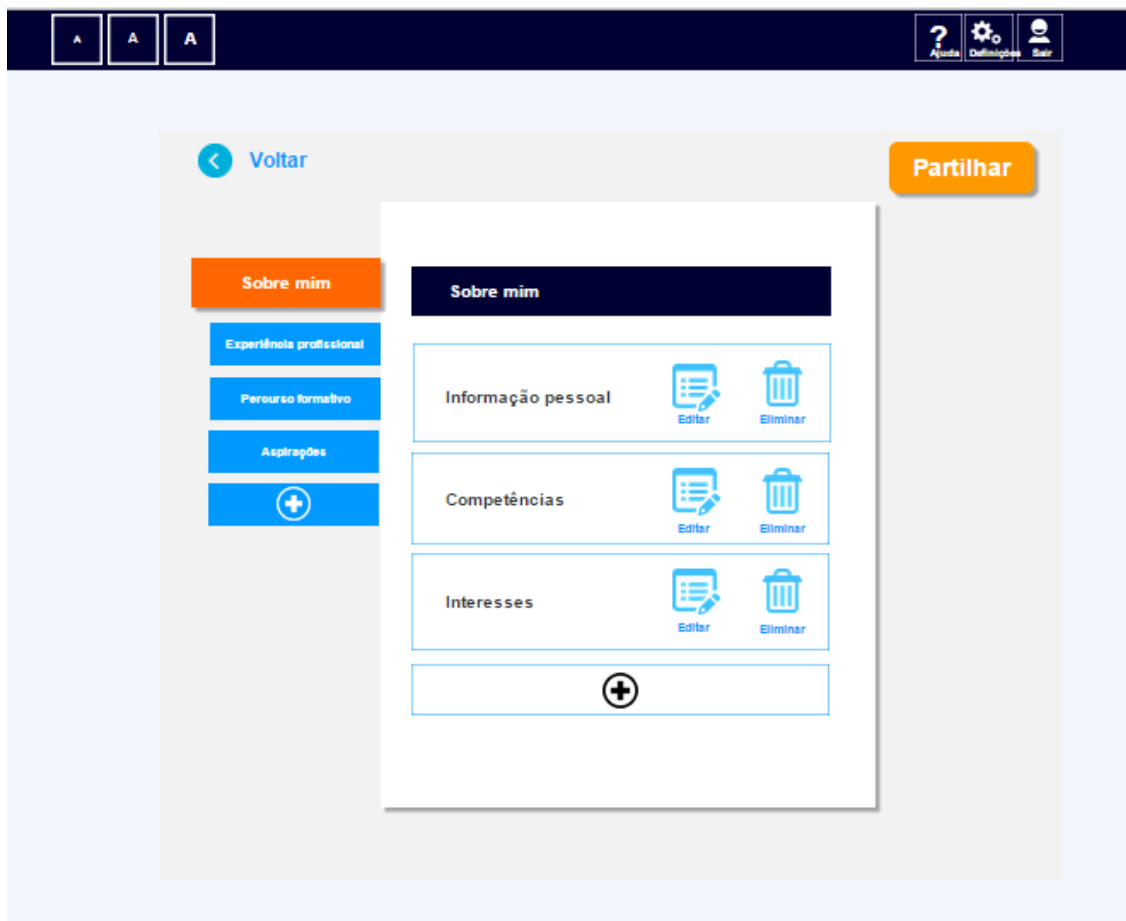 A A A
Ajuda Definições Sair
Voltar
Partilhar
Sobre mim
Experiência profissional
Percurso formativo
Aspirações
Sobre mim
Informação pessoal
Editar Eliminar
Competências
Editar Eliminar
Interesses
Editar Eliminar